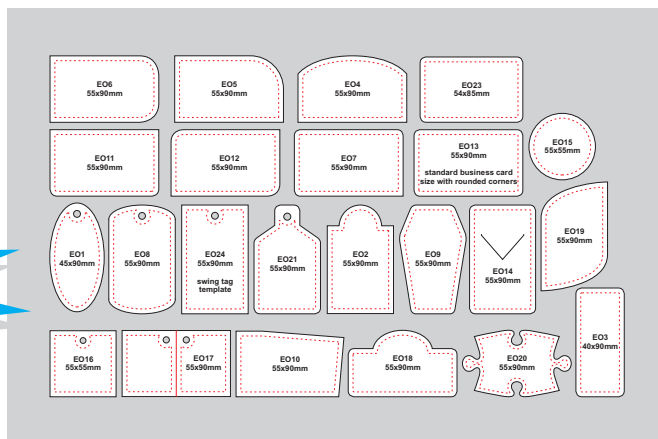 EO6
55x90mm
EO5
55x90mm
EO4
55x90mm
EO23
54x85mm
EO11
55x90mm
EO12
55x90mm
EO7
55x90mm
EO13
55x90mm
standard business card
size with rounded corners
EO15
55x55mm
EO1
45x90mm
EO8
55x90mm
EO24
55x90mm
swing tag
template
EO21
55x90mm
EO2
55x90mm
EO9
55x90mm
EO14
55x90mm
EO19
55x90mm
EO16
55x55mm
EO17
55x90mm
EO10
55x90mm
EO18
55x90mm
EO20
55x90mm
EO3
40x90mm